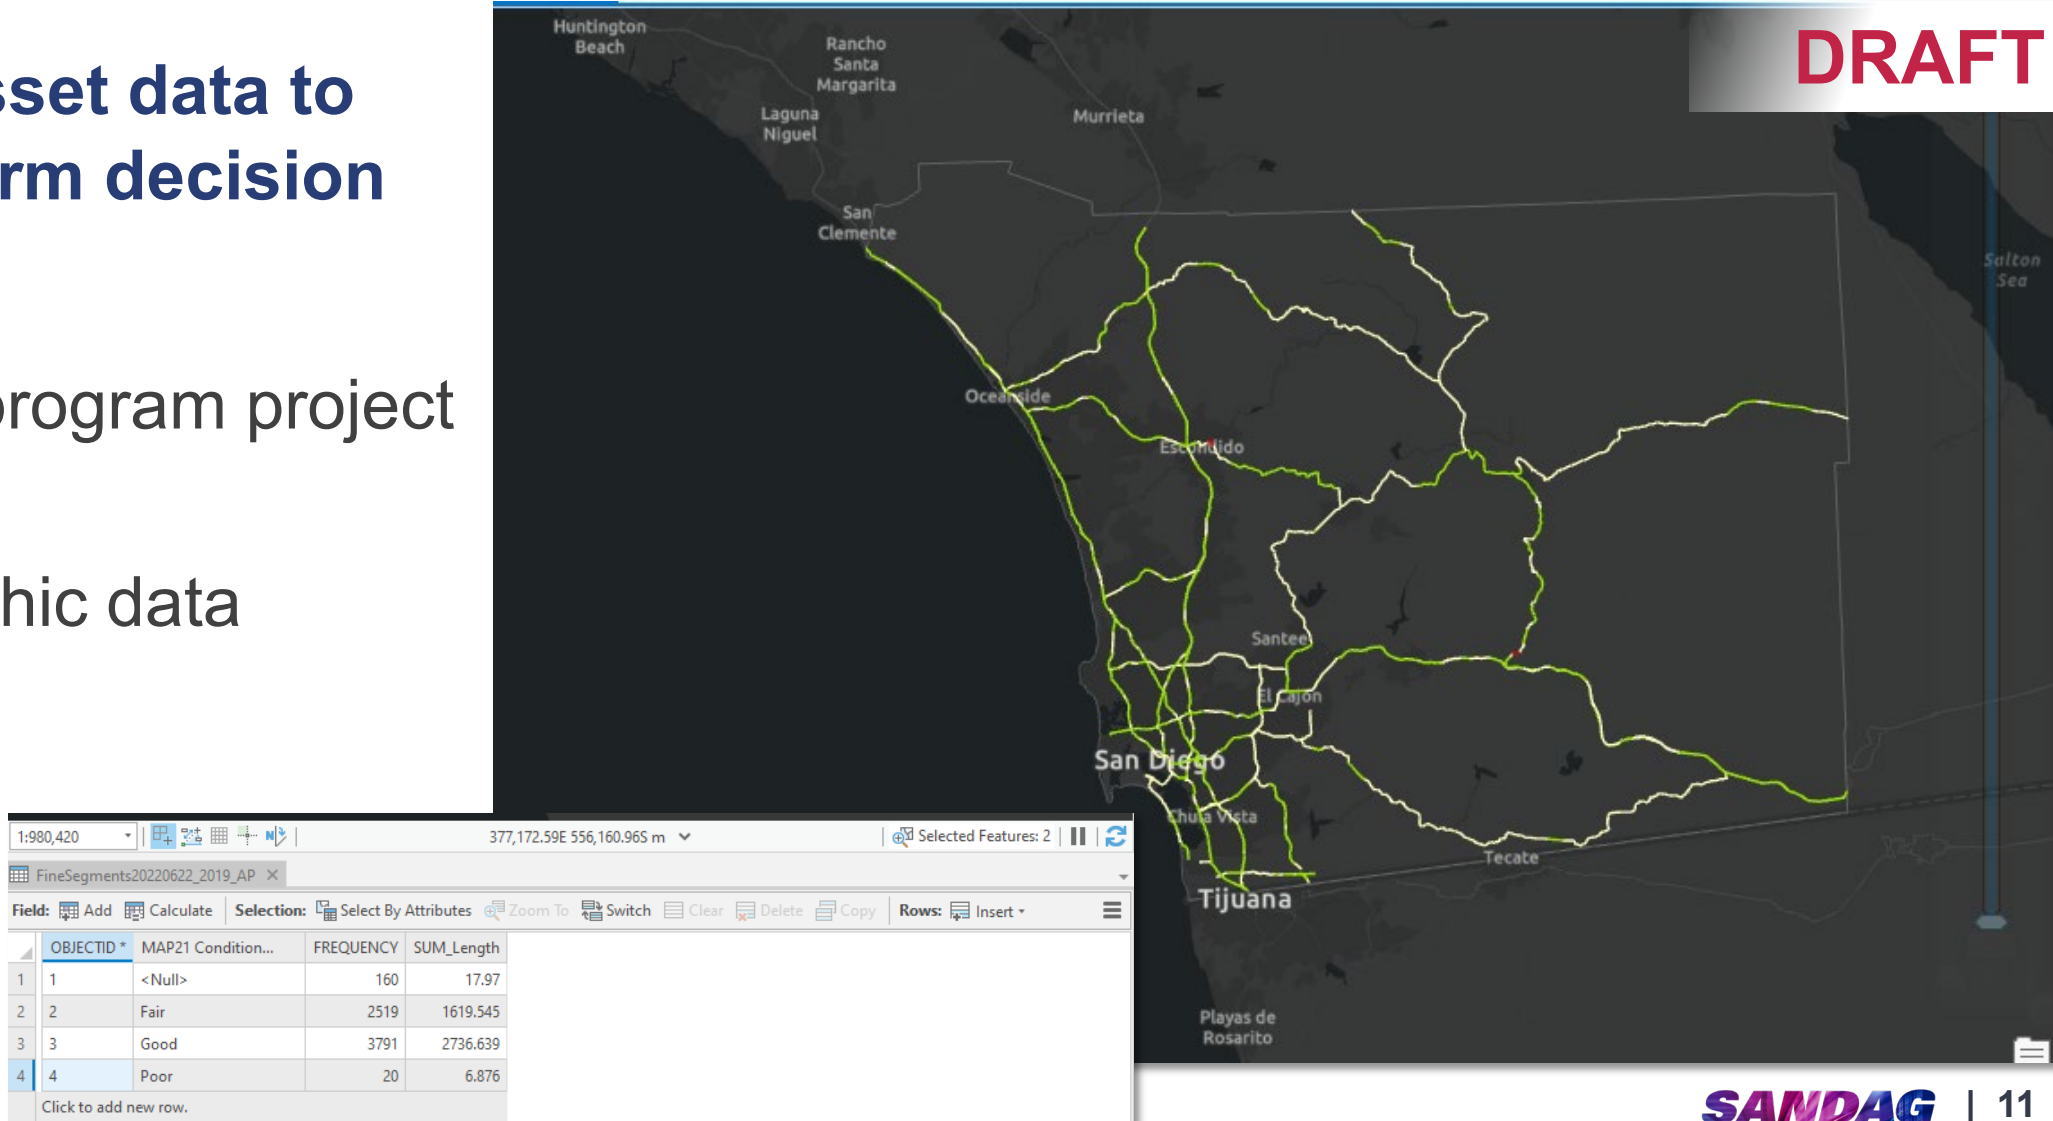 DRAFT
sset data to
rm decision
program project
hic data
Huntington
Beach
Rancho
Santa
Margarita
Laguna
Niguel
Murrieta
San
Clemente
Salton
Sea
Oceanside
Escondido
Santee
El Cajon
San Diego
Chula Vista
Tecate
Tijuana
Playas de
Rosarito
1:980,420 377,172.59E 556,160.96S m Selected Features: 2
FineSegments20220622_2019_AP
Field: Add Calculate Selection: Select By Attributes Zoom To Switch Clear Delete Copy Rows: Insert
OBJECTID * MAP21 Condition... FREQUENCY SUM_Length
1 1 <Null> 160 17.97
2 2 Fair 2519 1619.545
3 3 Good 3791 2736.639
4 4 Poor 20 6.876
Click to add new row.
SANDAG | 11